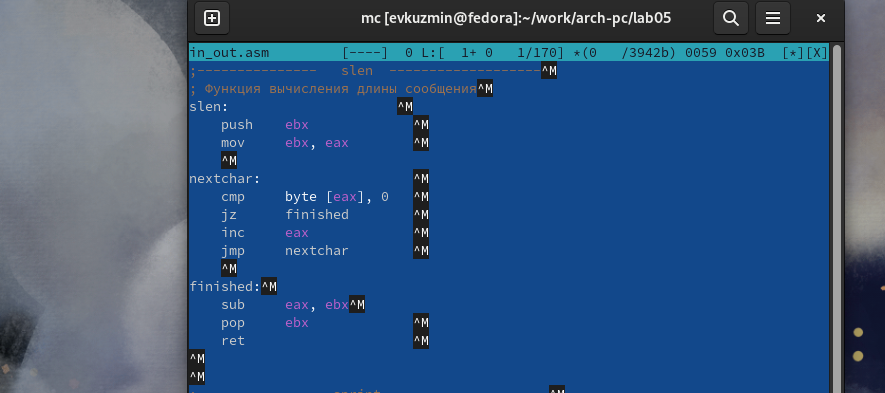 mc [evkuzmin@fedora]:~/work/arch-pc/lab05
in_out.asm [----] 0 L:[ 1+ 0 1/170] *(0 /3942b) 0059 0x03B [*][X]
;--------------- slen -------------------^M
; Функция вычисления длины сообщения^M
slen: ^M
push ebx ^M
mov ebx, eax ^M
^M
nextchar: ^M
cmp byte [eax], 0 ^M
jz finished ^M
inc eax ^M
jmp nextchar ^M
^M
finished:^M
sub eax, ebx^M
pop ebx ^M
ret ^M
^M
^M